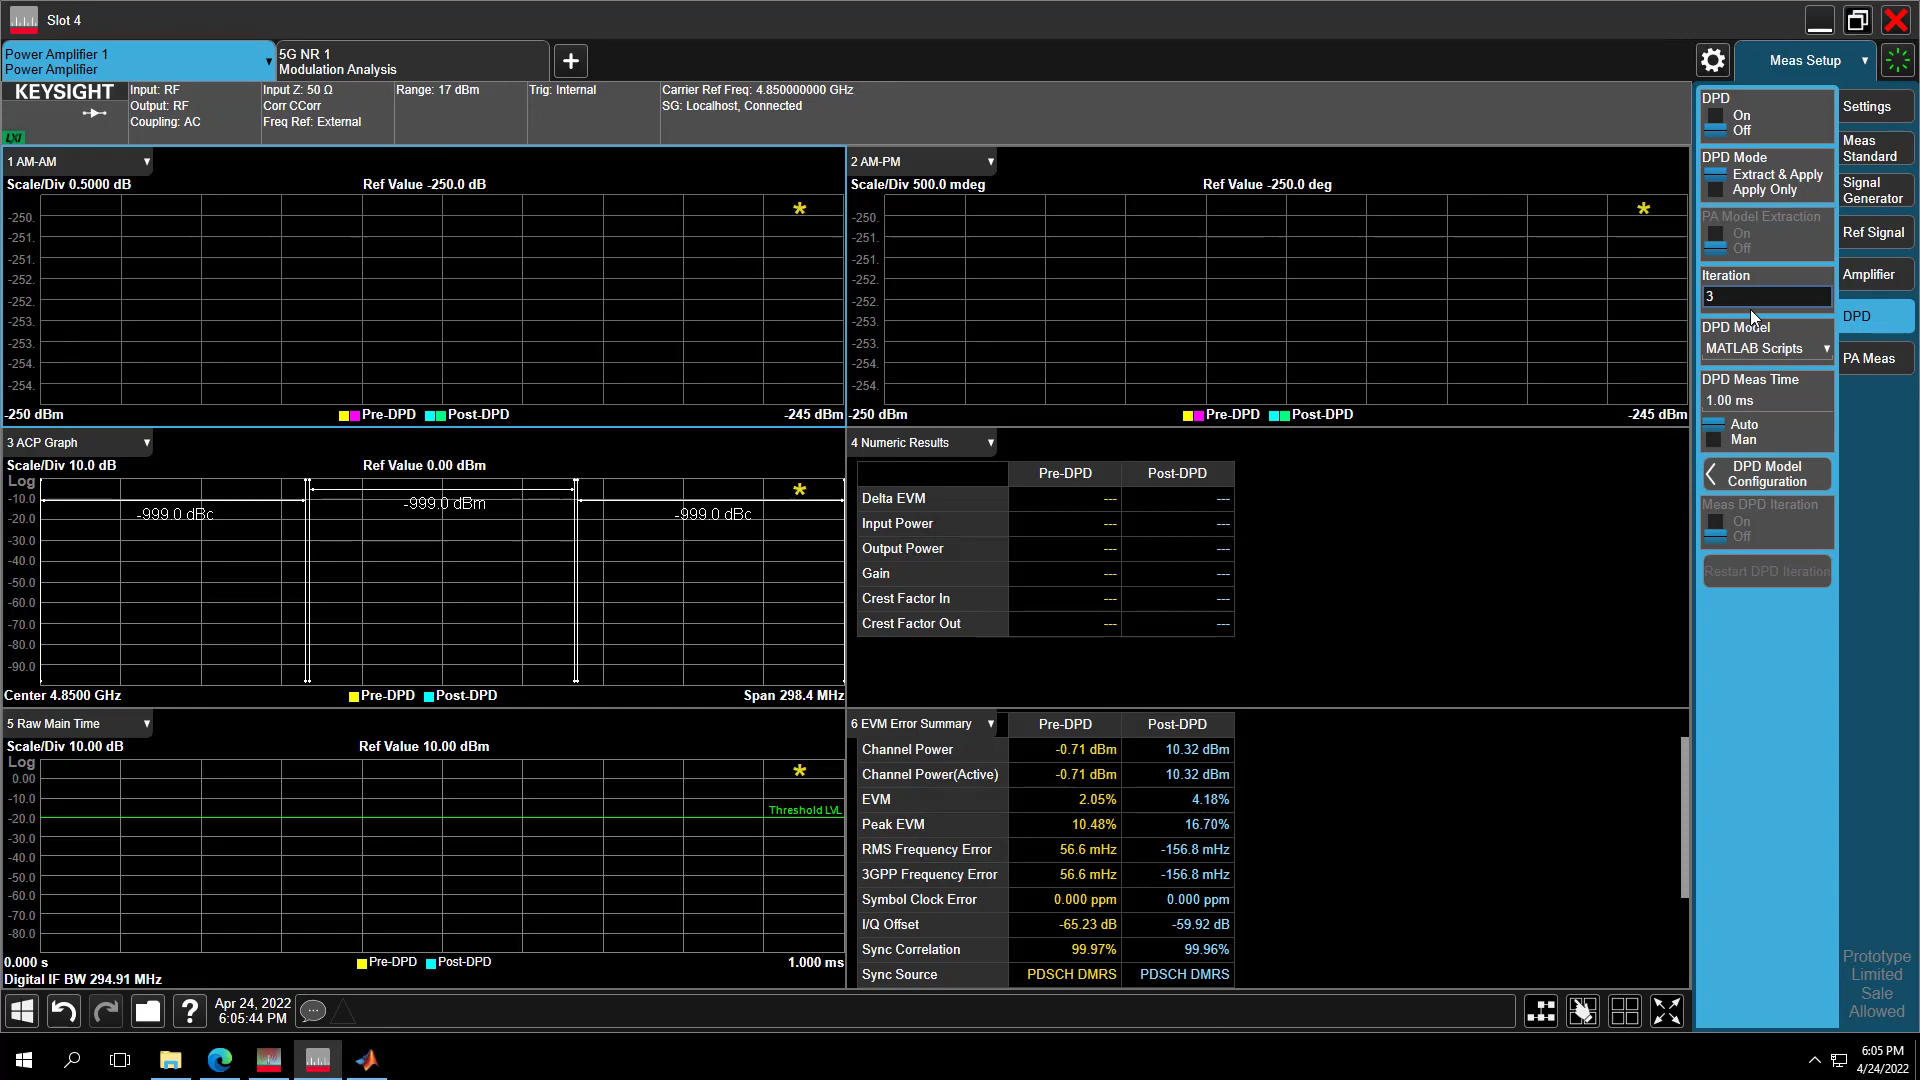 Slot 4
Power Amplifier 1
Power Amplifier
5G NR 1
Modulation Analysis
Meas Setup
KEYSIGHT
LXI
Input: RF
Output: RF
Coupling: AC
Input Z: 50 Ω
Corr CCorr
Freq Ref: External
Range: 17 dBm
Trig: Internal
Carrier Ref Freq: 4.850000000 GHz
SG: Localhost, Connected
1 AM-AM
Scale/Div 0.5000 dB
Ref Value -250.0 dB
-250.
-251.
-251.
-252.
-252.
-253.
-253.
-254.
-254.
-250 dBm
Pre-DPD
Post-DPD
-245 dBm
2 AM-PM
Scale/Div 500.0 mdeg
Ref Value -250.0 deg
-250.
-251.
-251.
-252.
-252.
-253.
-253.
-254.
-254.
-250 dBm
Pre-DPD
Post-DPD
-245 dBm
3 ACP Graph
Scale/Div 10.0 dB
Ref Value 0.00 dBm
Log
-10.0
-20.0
-30.0
-40.0
-50.0
-60.0
-70.0
-80.0
-90.0
-999.0 dBc
-999.0 dBm
-999.0 dBc
Center 4.8500 GHz
Pre-DPD
Post-DPD
Span 298.4 MHz
4 Numeric Results
Pre-DPD Post-DPD
Delta EVM --- ---
Input Power --- ---
Output Power --- ---
Gain --- ---
Crest Factor In --- ---
Crest Factor Out --- ---
5 Raw Main Time
Scale/Div 10.00 dB
Ref Value 10.00 dBm
Log
0.00
-10.0
-20.0
-30.0
-40.0
-50.0
-60.0
-70.0
-80.0
Threshold LVL
0.000 s
Pre-DPD
Post-DPD
1.000 ms
Digital IF BW 294.91 MHz
6 EVM Error Summary
Pre-DPD Post-DPD
Channel Power -0.71 dBm 10.32 dBm
Channel Power(Active) -0.71 dBm 10.32 dBm
EVM 2.05% 4.18%
Peak EVM 10.48% 16.70%
RMS Frequency Error 56.6 mHz -156.8 mHz
3GPP Frequency Error 56.6 mHz -156.8 mHz
Symbol Clock Error 0.000 ppm 0.000 ppm
I/Q Offset -65.23 dB -59.92 dB
Sync Correlation 99.97% 99.96%
Sync Source PDSCH DMRS PDSCH DMRS
DPD
On
Off
DPD Mode
Extract & Apply
Apply Only
PA Model Extraction
On
Off
Iteration
3
DPD Model
MATLAB Scripts
DPD Meas Time
1.00 ms
Auto
Man
DPD Model
Configuration
Meas DPD Iteration
On
Off
Restart DPD Iteration
Settings
Meas
Standard
Signal
Generator
Ref Signal
Amplifier
DPD
PA Meas
Prototype
Limited
Sale
Allowed
Apr 24, 2022
6:05:44 PM
6:05 PM
4/24/2022